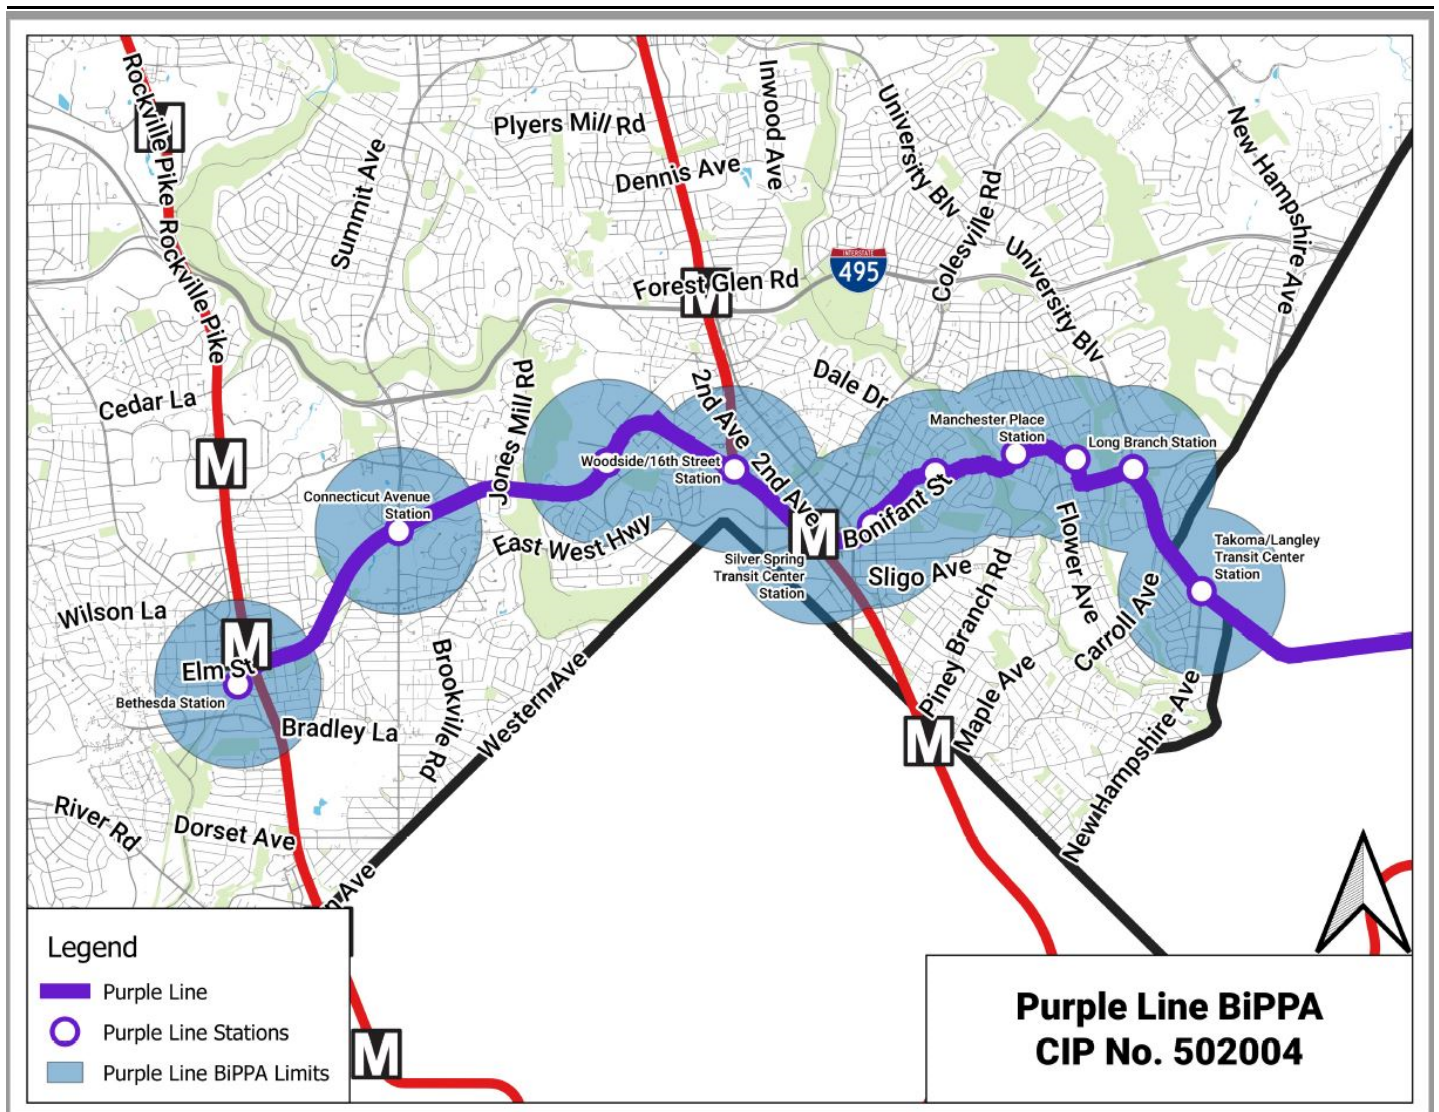 Rockville Pike
Rockville Pike
M
Summit Ave
Plyers Mill Rd
Dennis Ave
Inwood Ave
University Blv
Colesville Rd
New Hampshire Ave
INTERSTATE
495
University Blv
Forest Glen Rd
M
Cedar La
M
Jones Mill Rd
2nd Ave
2nd Ave
Dale Dr
Manchester Place
Station
Long Branch Station
Woodside/16th Street
Station
Connecticut Avenue
Station
East West Hwy
M
Bonifant St
Silver Spring
Transit Center
Station
Sligo Ave
Piney Branch Rd
Flower Ave
Carroll Ave
Takoma/Langley
Transit Center
Station
Wilson La
M
Elm St
Bethesda Station
Bradley La
Brookville Rd
Western Ave
M
Maple Ave
New Hampshire Ave
River Rd
Dorset Ave
n Ave
M
Legend
Purple Line
Purple Line Stations
Purple Line BiPPA Limits
Purple Line BiPPA
CIP No. 502004